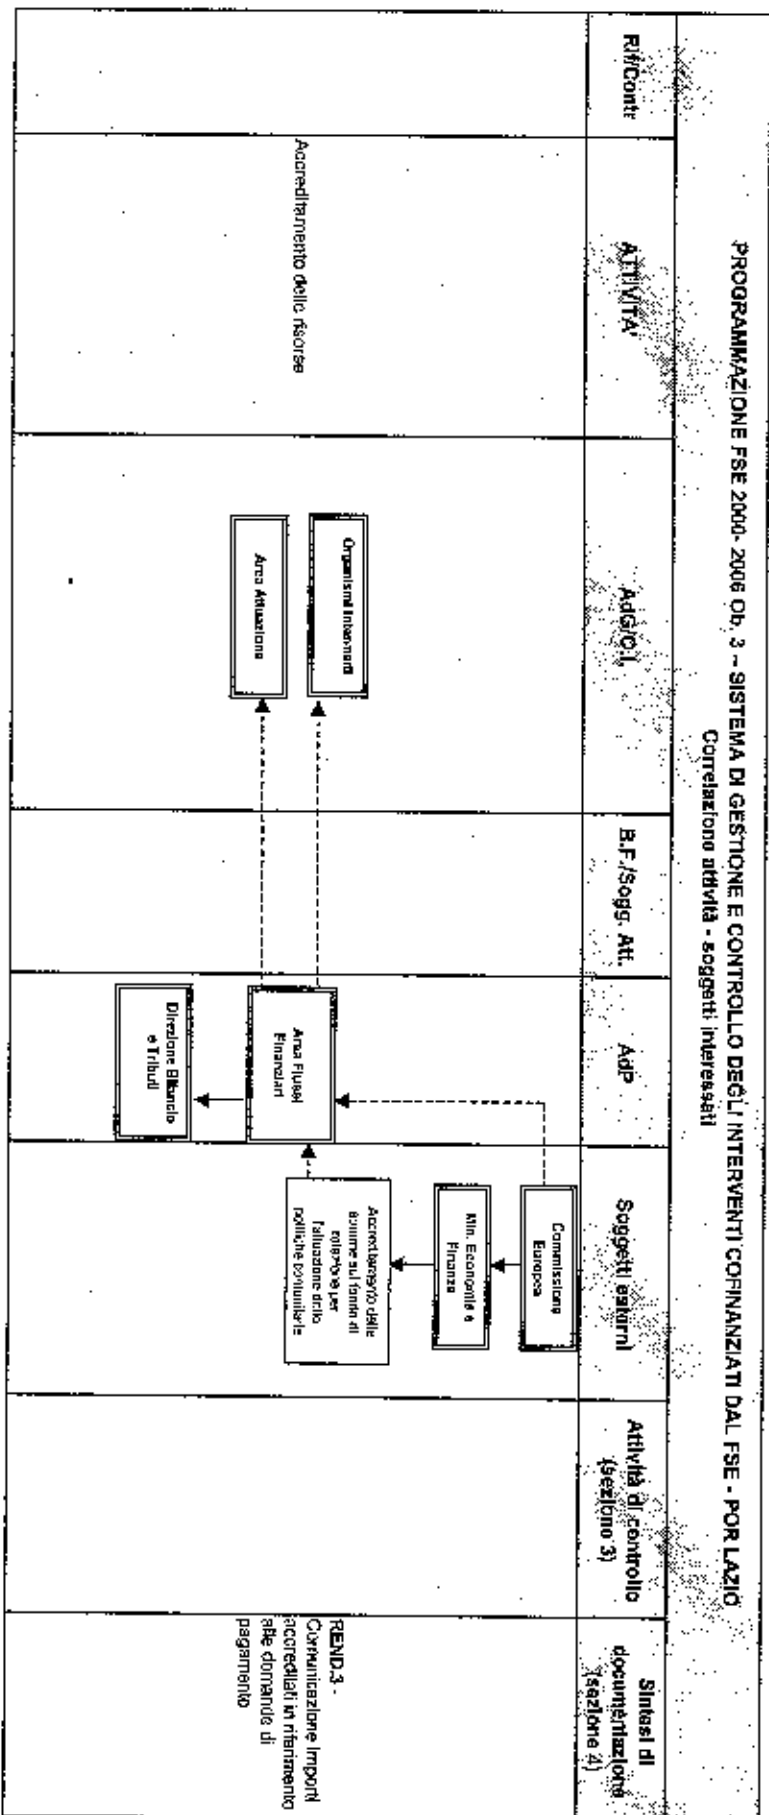 PROGRAMMAZIONE FSE 2000- 2006 Ob. 3 – SISTEMA DI GESTIONE E CONTROLLO DEGLI INTERVENTI COFINANZIATI DAL FSE - POR LAZIO
Correlazione attività - soggetti interessati
Rif/Contr
ATTIVITA'
AdG/O.I.
B.F./Sogg. Att.
AdP
Soggetti esterni
Attività di controllo
(sezione 3)
Sintesi di
documentazione
(sezione 4)
Accreditamento delle risorse
Organismi Intermedi
Area Attuazione
Area Flussi
Finanziari
Direzione Bilancio
e Tributi
Commissione
Europea
Min. Economia e
Finanze
Accreditamento delle
somme sul fondo di
rotazione per
l'attuazione delle
politiche comunitarie
REND.3 -
Comunicazione importi
accreditati in riferimento
alle domande di
pagamento